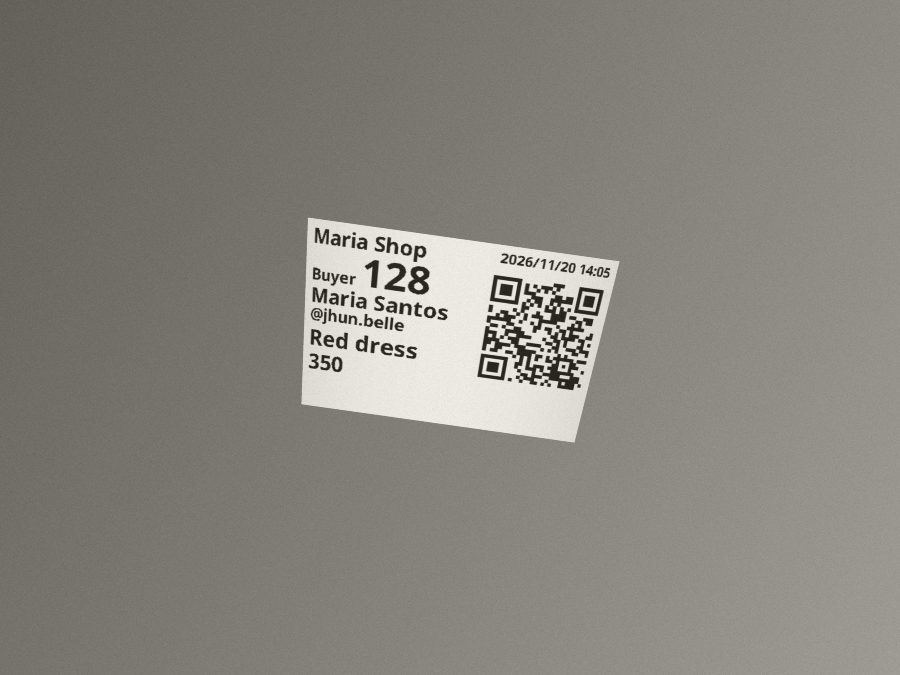 Maria Shop
2026/11/20 14:05
Buyer 128
Maria Santos
@jhun.belle
Red dress
350